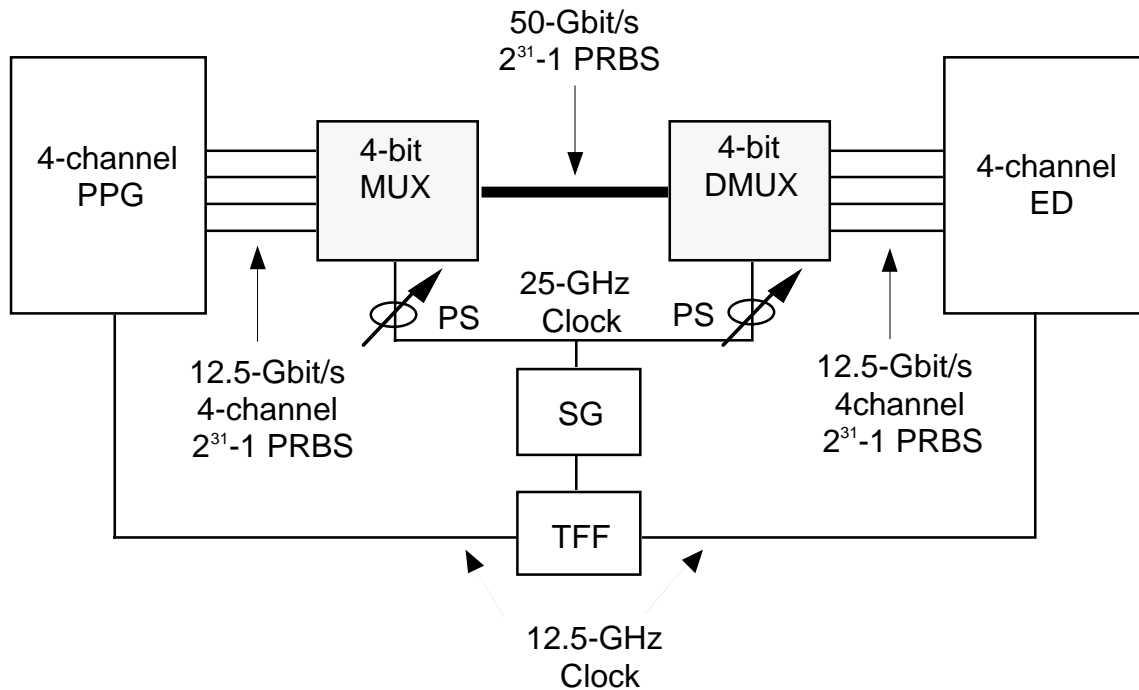 50-Gbit/s
2³¹-1 PRBS
4-channel
PPG
4-bit
MUX
4-bit
DMUX
4-channel
ED
25-GHz
Clock
PS
PS
12.5-Gbit/s
4-channel
2³¹-1 PRBS
SG
12.5-Gbit/s
4channel
2³¹-1 PRBS
TFF
12.5-GHz
Clock